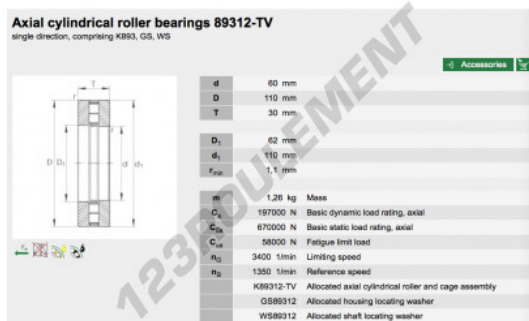 Axial cylindrical roller bearings 89312-TV
single direction, comprising K893, GS, WS
Accessories
T
r
r
D D1 d d1
d 60 mm
D 110 mm
T 30 mm
D1 62 mm
d1 110 mm
rmin 1,1 mm
m 1,26 kg Mass
Ca 197000 N Basic dynamic load rating, axial
C0a 670000 N Basic static load rating, axial
Cua 58000 N Fatigue limit load
nG 3400 1/min Limiting speed
nB 1350 1/min Reference speed
K89312-TV Allocated axial cylindrical roller and cage assembly
GS89312 Allocated housing locating washer
WS89312 Allocated shaft locating washer
123ROULEMENT